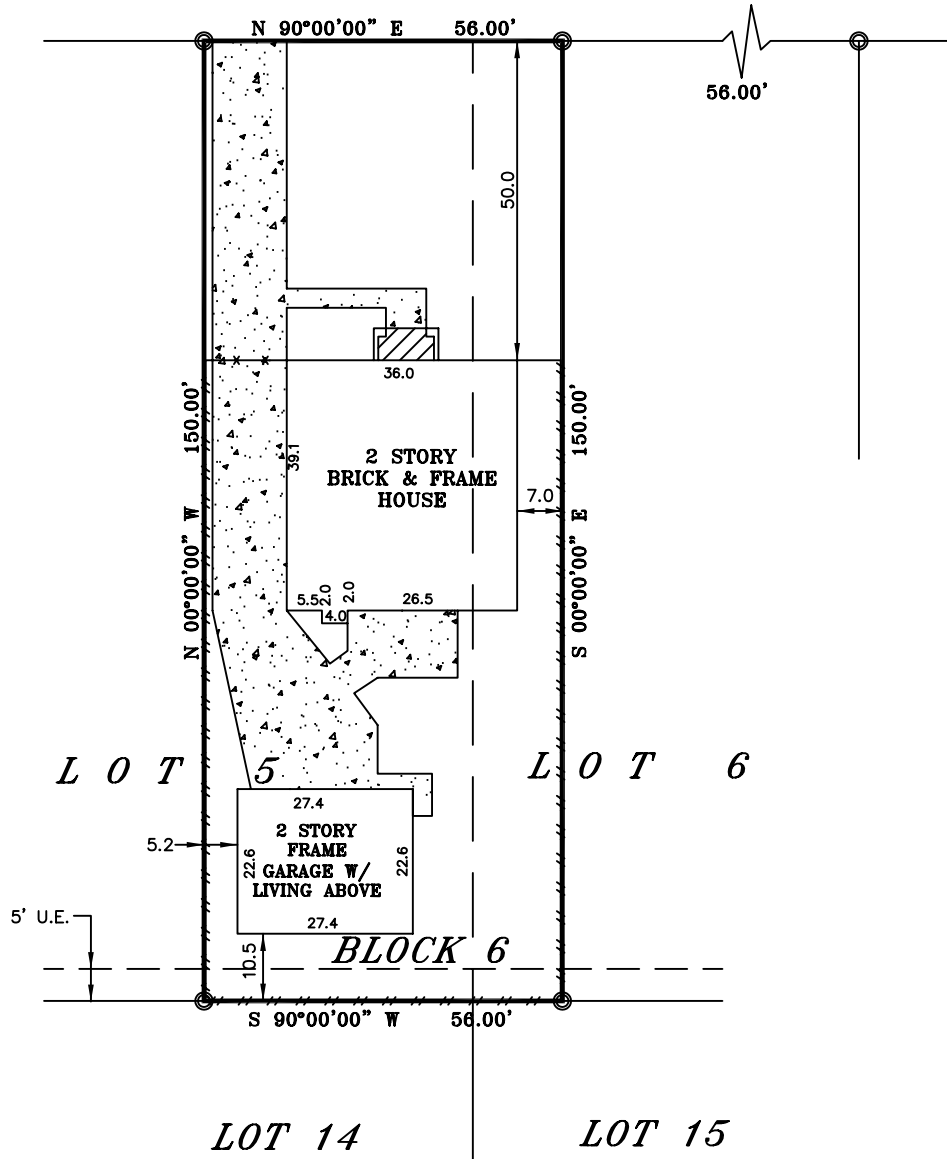 N 90°00'00" E 56.00'
56.00'
50.0
36.0
N 00°00'00" W 150.00'
39.1
2 STORY
BRICK & FRAME
HOUSE
7.0
S 00°00'00" E 150.00'
5.5
2.0
4.0
2.0
26.5
LOT 5
LOT 6
27.4
5.2
22.6
2 STORY
FRAME
GARAGE W/
LIVING ABOVE
22.6
27.4
5' U.E.
10.5
BLOCK 6
S 90°00'00" W 56.00'
LOT 14
LOT 15